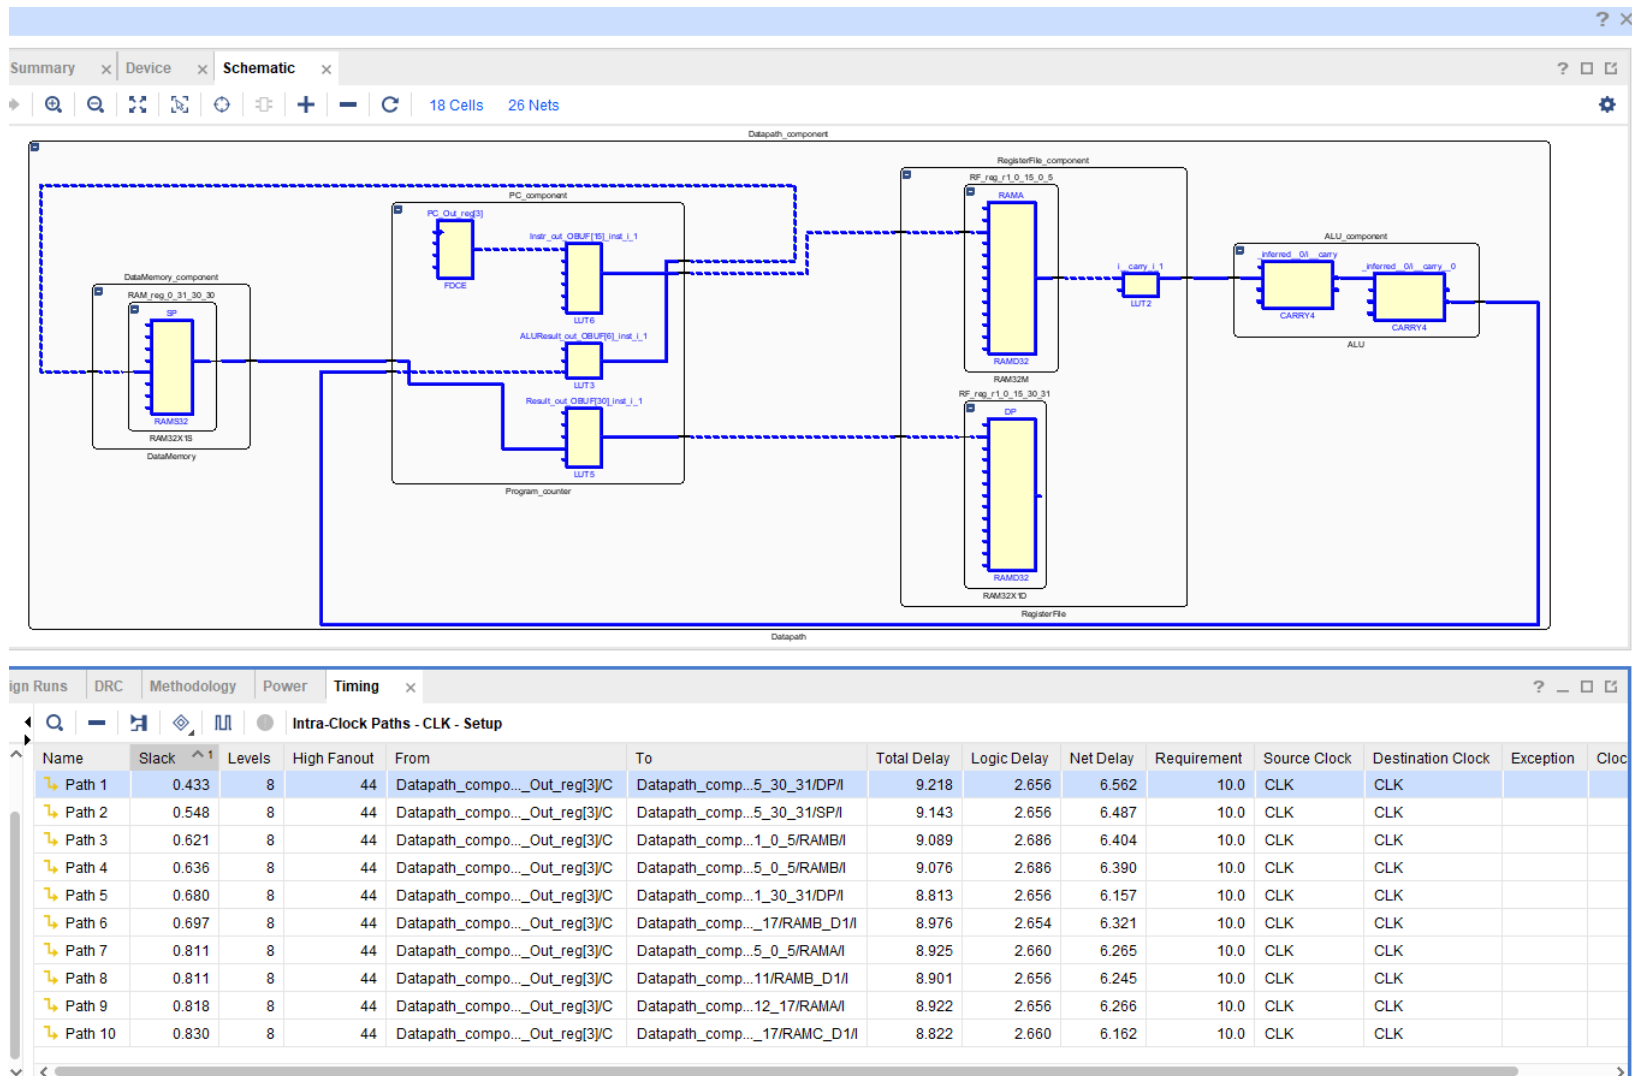 Summary Device Schematic
18 Cells 26 Nets
Datapath_component
RegisterFile_component
RF_reg_r1_0_15_0_5
RAMA
PC_component
PC_Out_reg[3]
Instr_out_OBUF[15]_inst_i_1
FDCE
LUT6
ALU_component
_inferred__0/i__carry
_inferred__0/i__carry__0
i__carry_i_1
LUT2
CARRY4
CARRY4
ALU
DataMemory_component
RAM_reg_0_31_30_30
SP
ALUResult_out_OBUF[6]_inst_i_1
LUT3
RAMD32
RAM32M
RF_reg_r1_0_15_30_31
DP
Result_out_OBUF[30]_inst_i_1
RAMS32
RAM32X1S
DataMemory
LUT5
Program_counter
RAMD32
RAM32X1D
RegisterFile
Datapath
ign Runs DRC Methodology Power Timing
Intra-Clock Paths - CLK - Setup
Name Slack 1 Levels High Fanout From To Total Delay Logic Delay Net Delay Requirement Source Clock Destination Clock Exception Cloc
Path 1 0.433 8 44 Datapath_compo..._Out_reg[3]/C Datapath_comp...5_30_31/DP/I 9.218 2.656 6.562 10.0 CLK CLK
Path 2 0.548 8 44 Datapath_compo..._Out_reg[3]/C Datapath_comp...5_30_31/SP/I 9.143 2.656 6.487 10.0 CLK CLK
Path 3 0.621 8 44 Datapath_compo..._Out_reg[3]/C Datapath_comp...1_0_5/RAMB/I 9.089 2.686 6.404 10.0 CLK CLK
Path 4 0.636 8 44 Datapath_compo..._Out_reg[3]/C Datapath_comp...5_0_5/RAMB/I 9.076 2.686 6.390 10.0 CLK CLK
Path 5 0.680 8 44 Datapath_compo..._Out_reg[3]/C Datapath_comp...1_30_31/DP/I 8.813 2.656 6.157 10.0 CLK CLK
Path 6 0.697 8 44 Datapath_compo..._Out_reg[3]/C Datapath_comp..._17/RAMB_D1/I 8.976 2.654 6.321 10.0 CLK CLK
Path 7 0.811 8 44 Datapath_compo..._Out_reg[3]/C Datapath_comp...5_0_5/RAMA/I 8.925 2.660 6.265 10.0 CLK CLK
Path 8 0.811 8 44 Datapath_compo..._Out_reg[3]/C Datapath_comp...11/RAMB_D1/I 8.901 2.656 6.245 10.0 CLK CLK
Path 9 0.818 8 44 Datapath_compo..._Out_reg[3]/C Datapath_comp...12_17/RAMA/I 8.922 2.656 6.266 10.0 CLK CLK
Path 10 0.830 8 44 Datapath_compo..._Out_reg[3]/C Datapath_comp..._17/RAMC_D1/I 8.822 2.660 6.162 10.0 CLK CLK